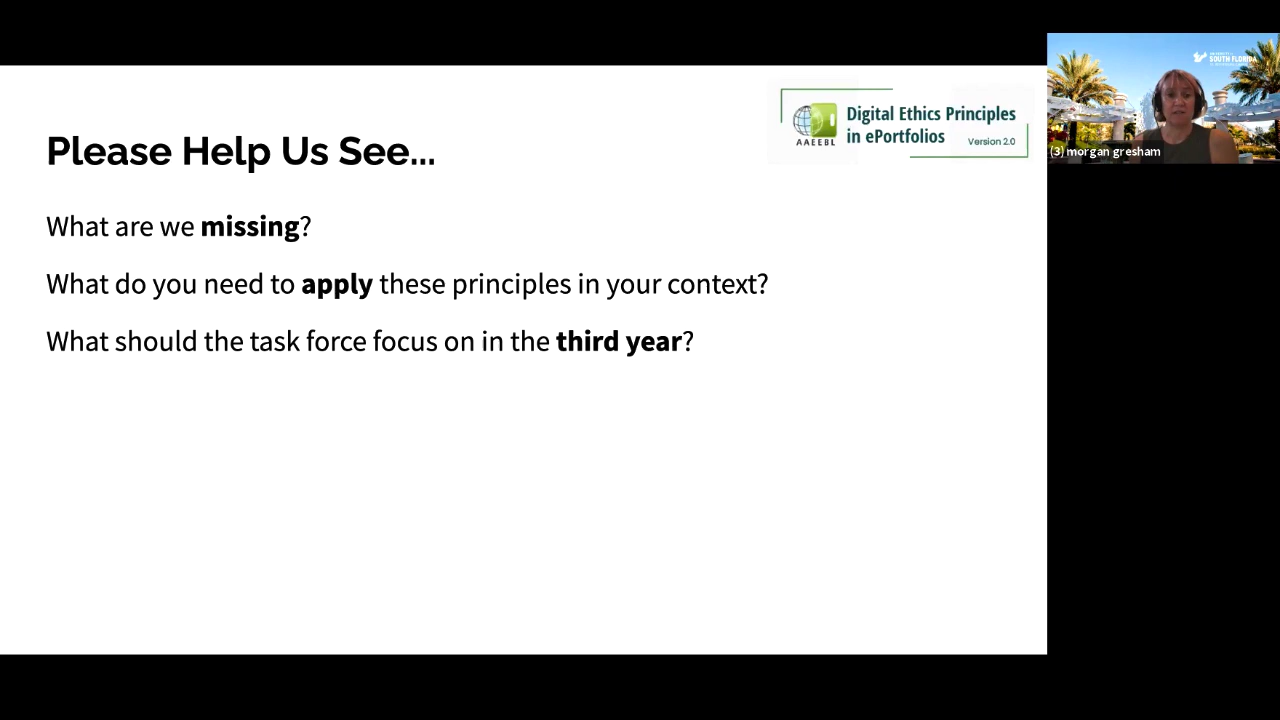 Please Help Us See...
What are we missing?
What do you need to apply these principles in your context?
What should the task force focus on in the third year?
AAEEBL
Digital Ethics Principles
in ePortfolios
Version 2.0
SOUTH FLORIDA
(3) morgan gresham